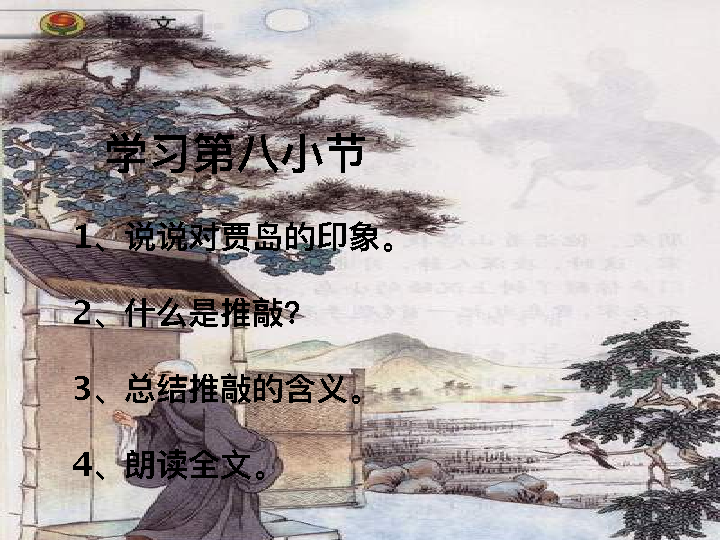 课 文
学习第八小节
1、说说对贾岛的印象。
2、什么是推敲?
3、总结推敲的含义。
4、朗读全文。